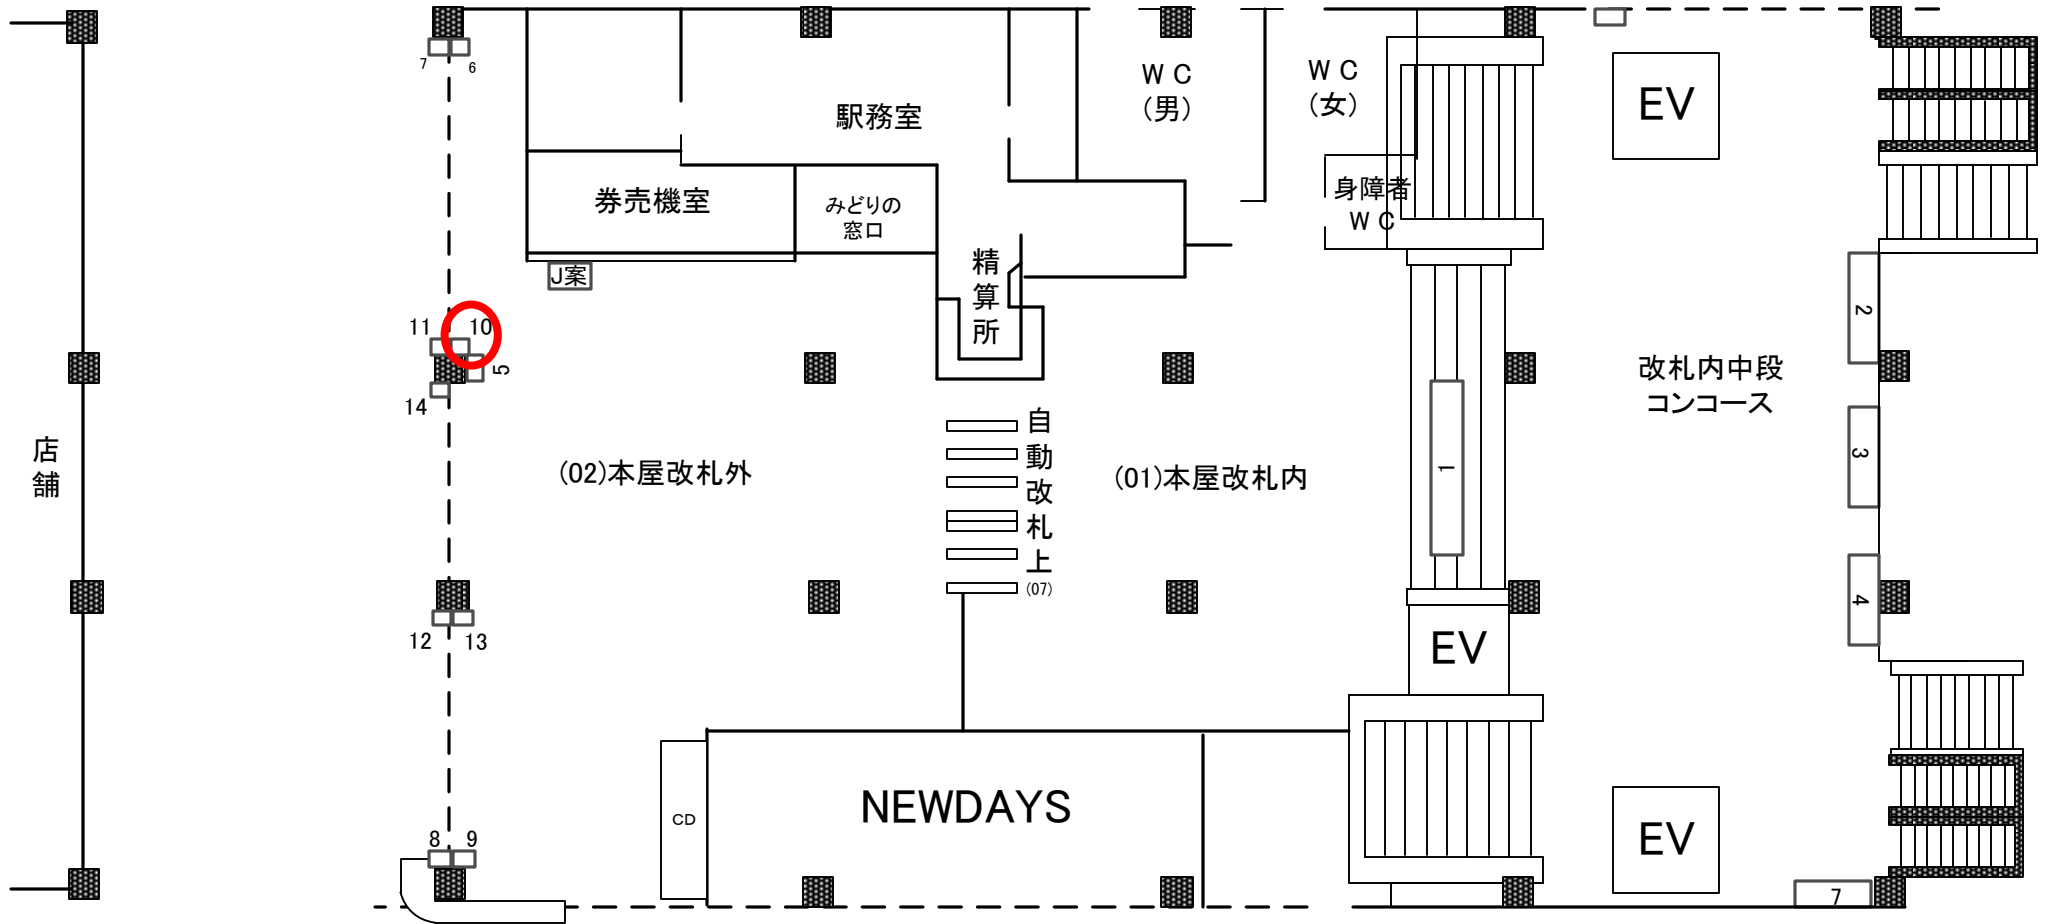 7
6
駅務室
W C
(男)
W C
(女)
EV
券売機室
みどりの
窓口
身障者
W C
J案
精算所
11
10
5
14
2
改札内中段
コンコース
店舗
(02)本屋改札外
自動改札上
(07)
(01)本屋改札内
1
3
4
12
13
EV
8
9
CD
NEWDAYS
EV
7